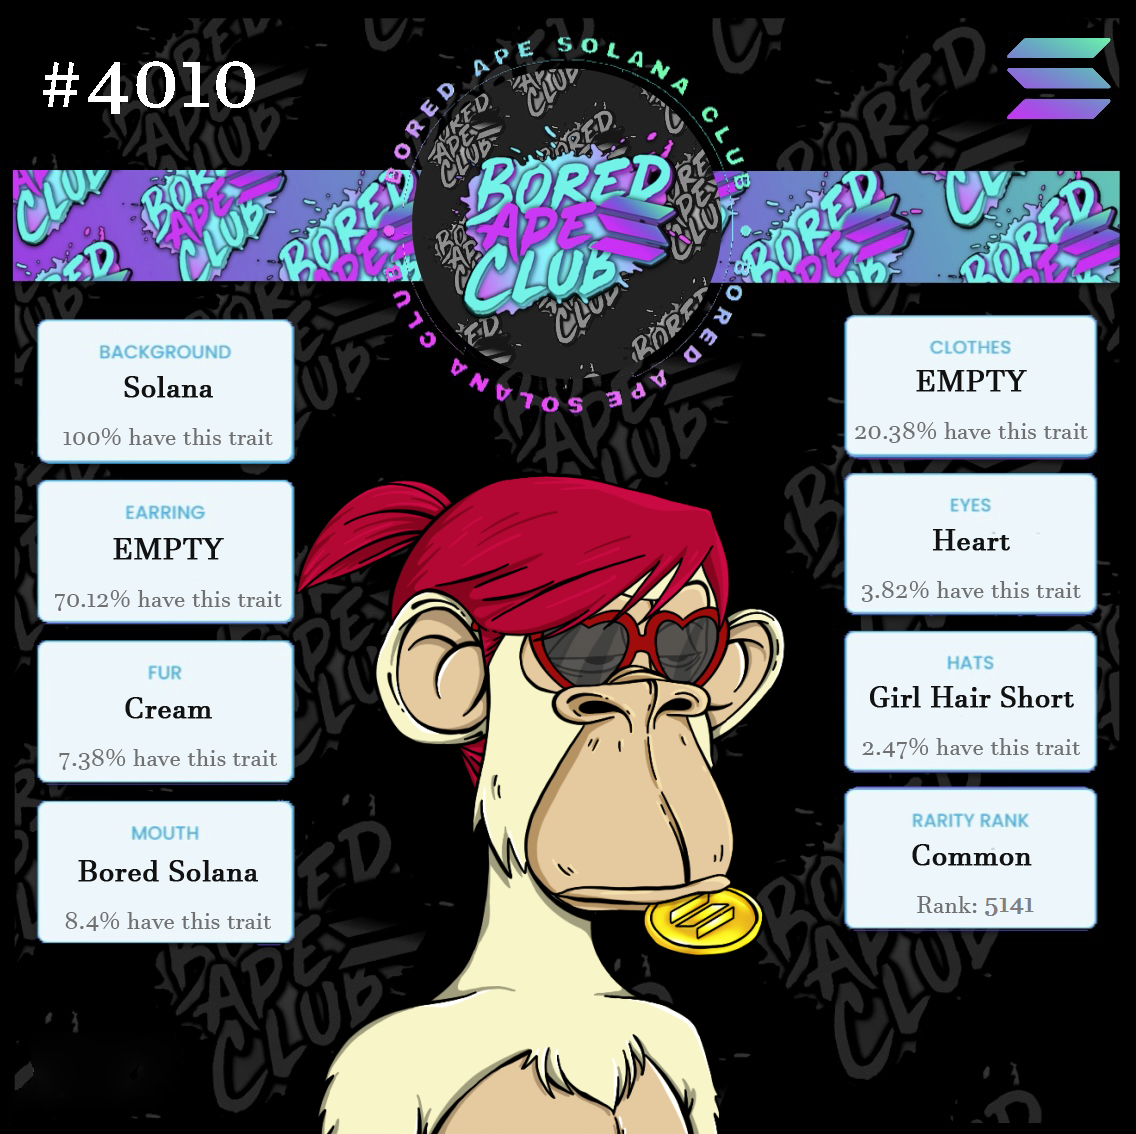 #4010
BORED APE SOLANA CLUB
BORED APE SOLANA CLUB
BORED
APE
CLUB
BACKGROUND
Solana
100% have this trait
EARRING
EMPTY
70.12% have this trait
FUR
Cream
7.38% have this trait
MOUTH
Bored Solana
8.4% have this trait
CLOTHES
EMPTY
20.38% have this trait
EYES
Heart
3.82% have this trait
HATS
Girl Hair Short
2.47% have this trait
RARITY RANK
Common
Rank: 5141